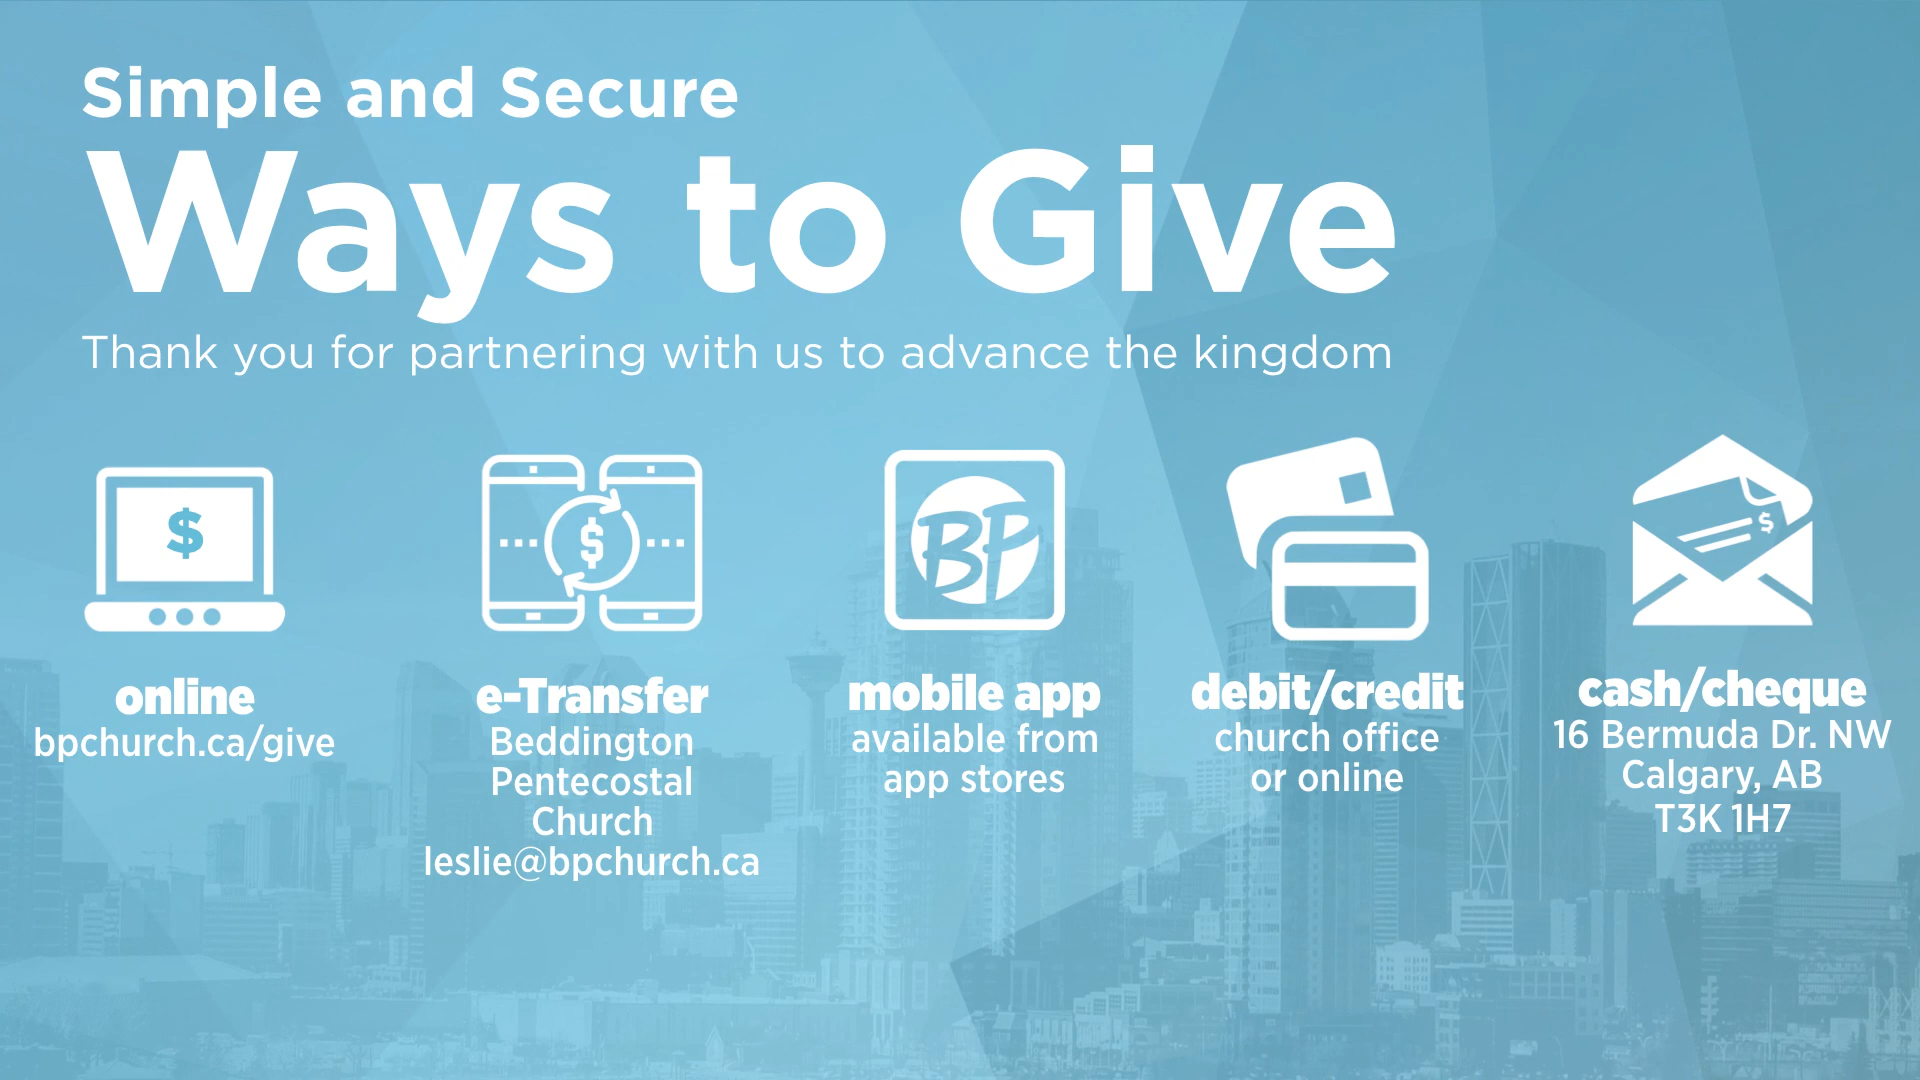 Simple and Secure
Ways to Give
Thank you for partnering with us to advance the kingdom
$
$
BP
$
online
bpchurch.ca/give
e-Transfer
Beddington
Pentecostal
Church
leslie@bpchurch.ca
mobile app
available from
app stores
debit/credit
church office
or online
cash/cheque
16 Bermuda Dr. NW
Calgary, AB
T3K 1H7